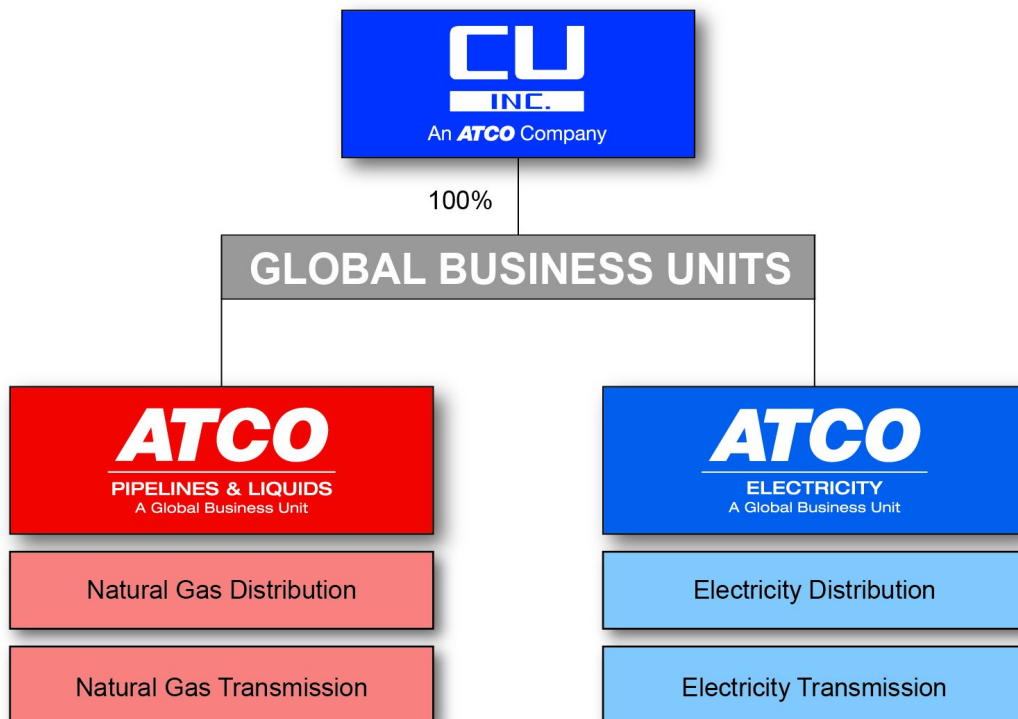 CU
INC.
An ATCO Company
100%
GLOBAL BUSINESS UNITS
ATCO
PIPELINES & LIQUIDS
A Global Business Unit
Natural Gas Distribution
Natural Gas Transmission
ATCO
ELECTRICITY
A Global Business Unit
Electricity Distribution
Electricity Transmission